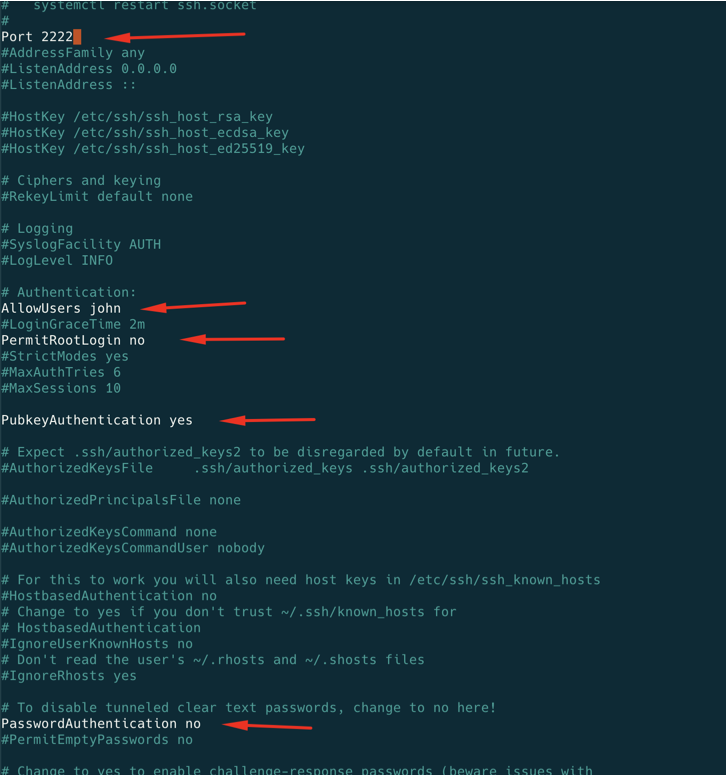 #   systemctl restart ssh.socket
#
Port 2222
#AddressFamily any
#ListenAddress 0.0.0.0
#ListenAddress ::
#HostKey /etc/ssh/ssh_host_rsa_key
#HostKey /etc/ssh/ssh_host_ecdsa_key
#HostKey /etc/ssh/ssh_host_ed25519_key
# Ciphers and keying
#RekeyLimit default none
# Logging
#SyslogFacility AUTH
#LogLevel INFO
# Authentication:
AllowUsers john
#LoginGraceTime 2m
PermitRootLogin no
#StrictModes yes
#MaxAuthTries 6
#MaxSessions 10
PubkeyAuthentication yes
# Expect .ssh/authorized_keys2 to be disregarded by default in future.
#AuthorizedKeysFile     .ssh/authorized_keys .ssh/authorized_keys2
#AuthorizedPrincipalsFile none
#AuthorizedKeysCommand none
#AuthorizedKeysCommandUser nobody
# For this to work you will also need host keys in /etc/ssh/ssh_known_hosts
#HostbasedAuthentication no
# Change to yes if you don't trust ~/.ssh/known_hosts for
# HostbasedAuthentication
#IgnoreUserKnownHosts no
# Don't read the user's ~/.rhosts and ~/.shosts files
#IgnoreRhosts yes
# To disable tunneled clear text passwords, change to no here!
PasswordAuthentication no
#PermitEmptyPasswords no
# Change to yes to enable challenge-response passwords (beware issues with